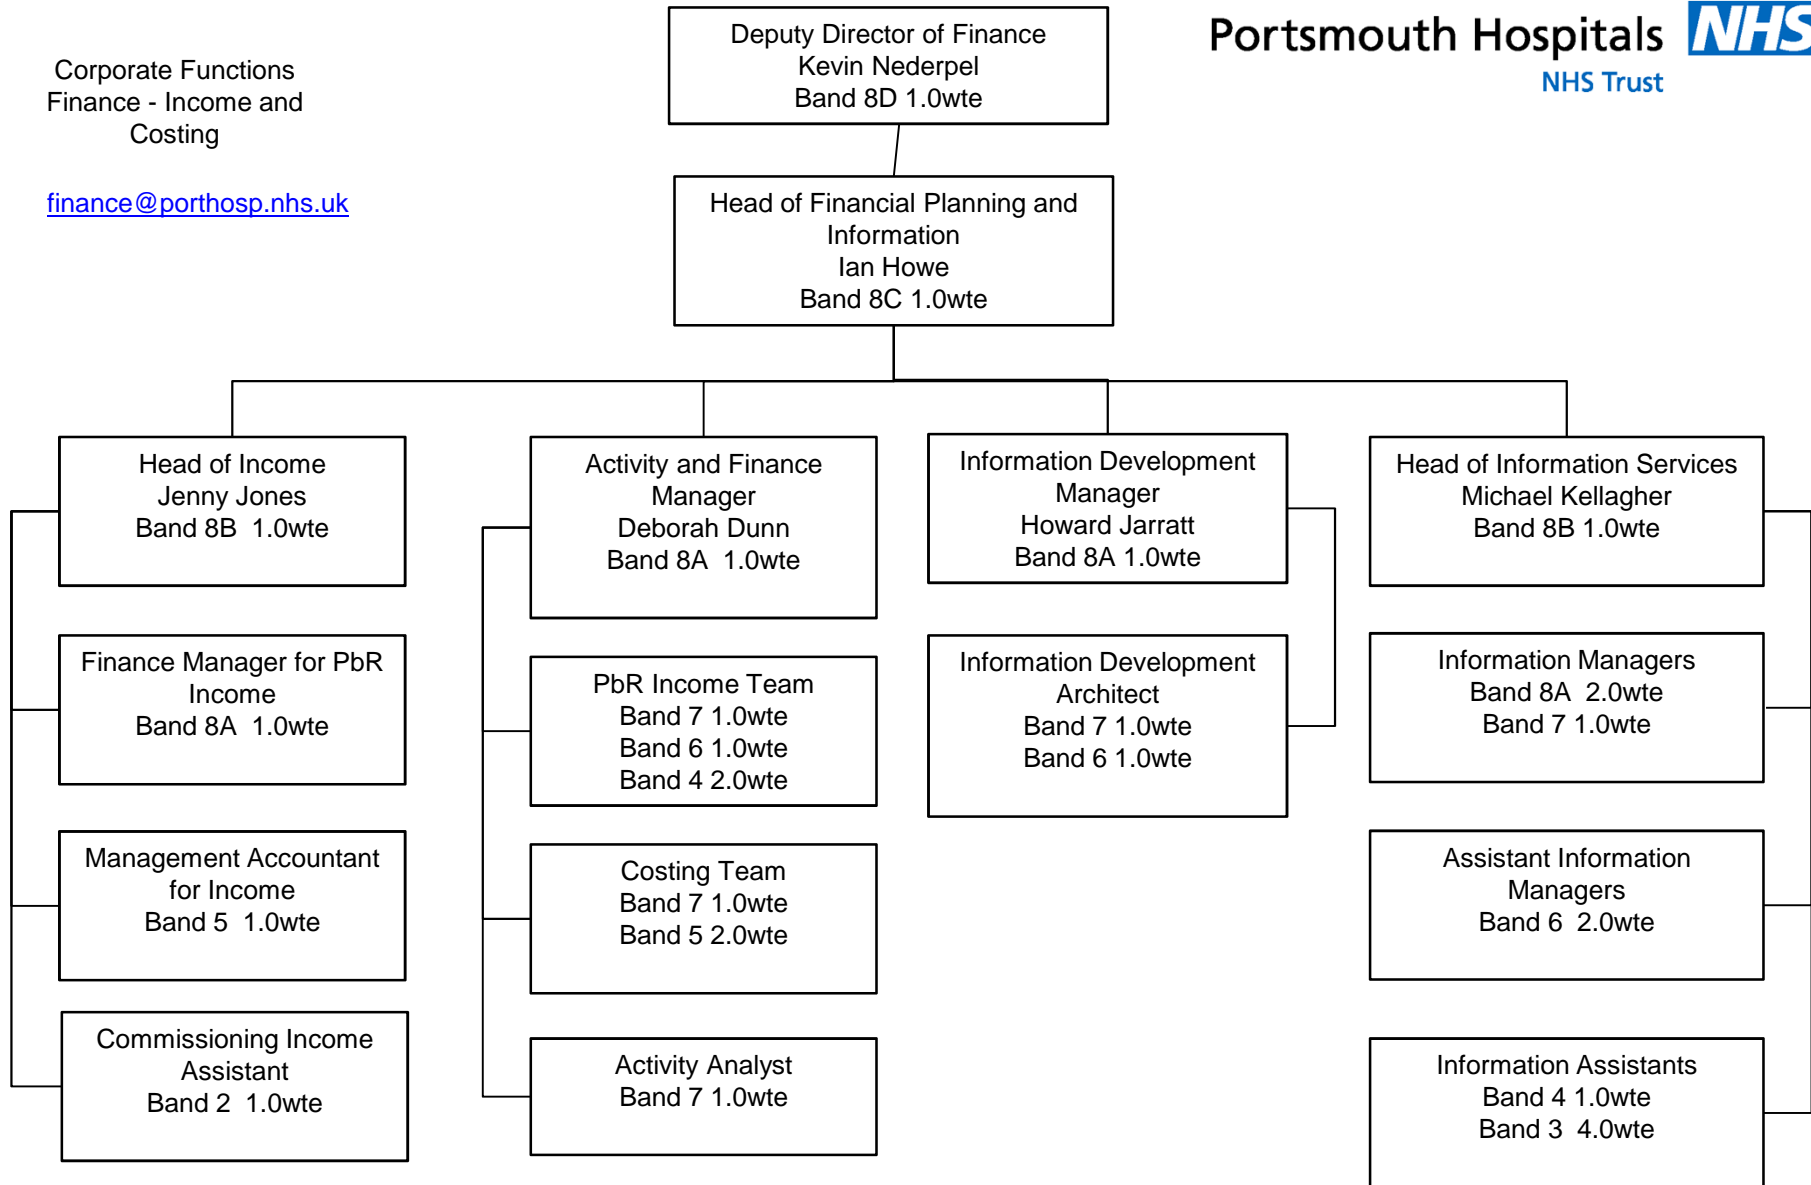 Corporate Functions
Finance - Income and
Costing
finance@porthosp.nhs.uk
Deputy Director of Finance
Kevin Nederpel
Band 8D 1.0wte
Portsmouth Hospitals NHS
NHS Trust
Head of Financial Planning and
Information
Ian Howe
Band 8C 1.0wte
Head of Income
Jenny Jones
Band 8B 1.0wte
Finance Manager for PbR
Income
Band 8A 1.0wte
Management Accountant
for Income
Band 5 1.0wte
Commissioning Income
Assistant
Band 2 1.0wte
Activity and Finance
Manager
Deborah Dunn
Band 8A 1.0wte
PbR Income Team
Band 7 1.0wte
Band 6 1.0wte
Band 4 2.0wte
Costing Team
Band 7 1.0wte
Band 5 2.0wte
Activity Analyst
Band 7 1.0wte
Information Development
Manager
Howard Jarratt
Band 8A 1.0wte
Information Development
Architect
Band 7 1.0wte
Band 6 1.0wte
Head of Information Services
Michael Kellagher
Band 8B 1.0wte
Information Managers
Band 8A 2.0wte
Band 7 1.0wte
Assistant Information
Managers
Band 6 2.0wte
Information Assistants
Band 4 1.0wte
Band 3 4.0wte